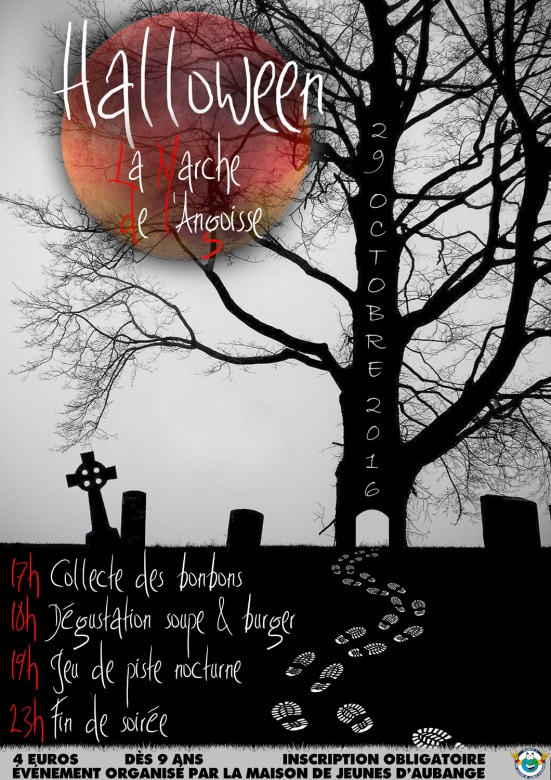 Halloween
La Marche
de l'Angoisse
29 OCTOBRE 2016
17h Collecte des bonbons
18h Dégustation soupe & burger
19h Jeu de piste nocturne
23h Fin de soirée
4 EUROS DÈS 9 ANS INSCRIPTION OBLIGATOIRE
ÉVÉNEMENT ORGANISÉ PAR LA MAISON DE JEUNES D'AUBANGE